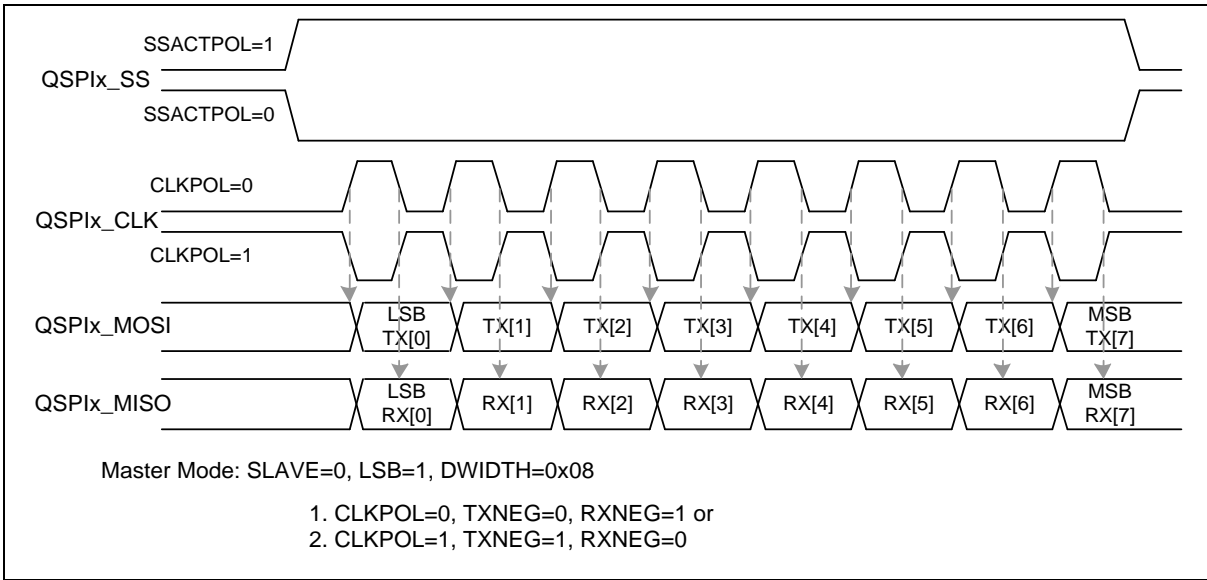 SSACTPOL=1
QSPIx_SS
SSACTPOL=0
CLKPOL=0
QSPIx_CLK
CLKPOL=1
QSPIx_MOSI
LSB
TX[0]
TX[1]
TX[2]
TX[3]
TX[4]
TX[5]
TX[6]
MSB
TX[7]
QSPIx_MISO
LSB
RX[0]
RX[1]
RX[2]
RX[3]
RX[4]
RX[5]
RX[6]
MSB
RX[7]
Master Mode: SLAVE=0, LSB=1, DWIDTH=0x08
1. CLKPOL=0, TXNEG=0, RXNEG=1 or
2. CLKPOL=1, TXNEG=1, RXNEG=0